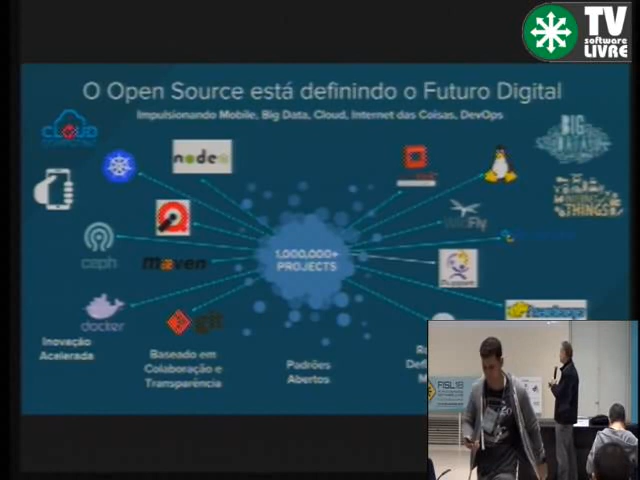 TV
software
LIVRE
O Open Source está definindo o Futuro Digital
Impulsionando Mobile, Big Data, Cloud, Internet das Coisas, DevOps
CLOUD
node
BIG
DATA
THINGS
WildFly
ceph
maven
1,000,000+
PROJECTS
docker
git
Inovação
Acelerada
Baseado em
Colaboração e
Transparência
Padrões
Abertos
FISL18